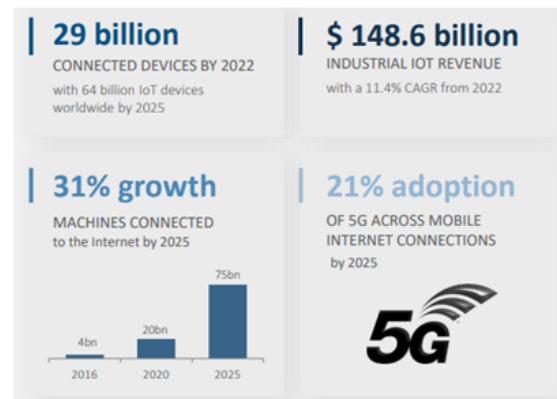 29 billion
CONNECTED DEVICES BY 2022
with 64 billion IoT devices
worldwide by 2025
$ 148.6 billion
INDUSTRIAL IOT REVENUE
with a 11.4% CAGR from 2022
31% growth
MACHINES CONNECTED
to the Internet by 2025
75bn
20bn
4bn
2016 2020 2025
21% adoption
OF 5G ACROSS MOBILE
INTERNET CONNECTIONS
by 2025
5G